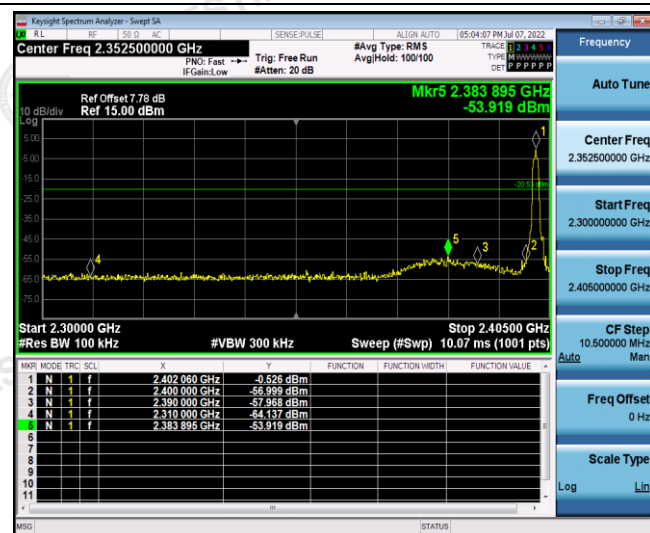 Keysight Spectrum Analyzer - Swept SA
RL RF 50 Ω AC SENSE:PULSE ALIGN AUTO 05:04:07 PM Jul 07, 2022
Center Freq 2.352500000 GHz
PNO: Fast
IFGain:Low
Trig: Free Run
#Atten: 20 dB
#Avg Type: RMS
Avg|Hold: 100/100
TRACE 1 2 3 4 5 6
TYPE M WWWWW
DET P P P P P P
Mkr5 2.383 895 GHz
-53.919 dBm
Ref Offset 7.78 dB
10 dB/div Ref 15.00 dBm
Log
5.00
-5.00
-15.0
-25.0
-35.0
-45.0
-55.0
-65.0
-75.0
-20.53 dBm
1
2
3
4
5
Start 2.30000 GHz Stop 2.40500 GHz
#Res BW 100 kHz #VBW 300 kHz Sweep (#Swp) 10.07 ms (1001 pts)
MKR MODE TRC SCL X Y FUNCTION FUNCTION WIDTH FUNCTION VALUE
1 N 1 f 2.402 060 GHz -0.526 dBm
2 N 1 f 2.400 000 GHz -56.999 dBm
3 N 1 f 2.390 000 GHz -57.968 dBm
4 N 1 f 2.310 000 GHz -64.137 dBm
5 N 1 f 2.383 895 GHz -53.919 dBm
6
7
8
9
10
11
MSG STATUS
Frequency
Auto Tune
Center Freq
2.352500000 GHz
Start Freq
2.300000000 GHz
Stop Freq
2.405000000 GHz
CF Step
10.500000 MHz
Auto Man
Freq Offset
0 Hz
Scale Type
Log Lin